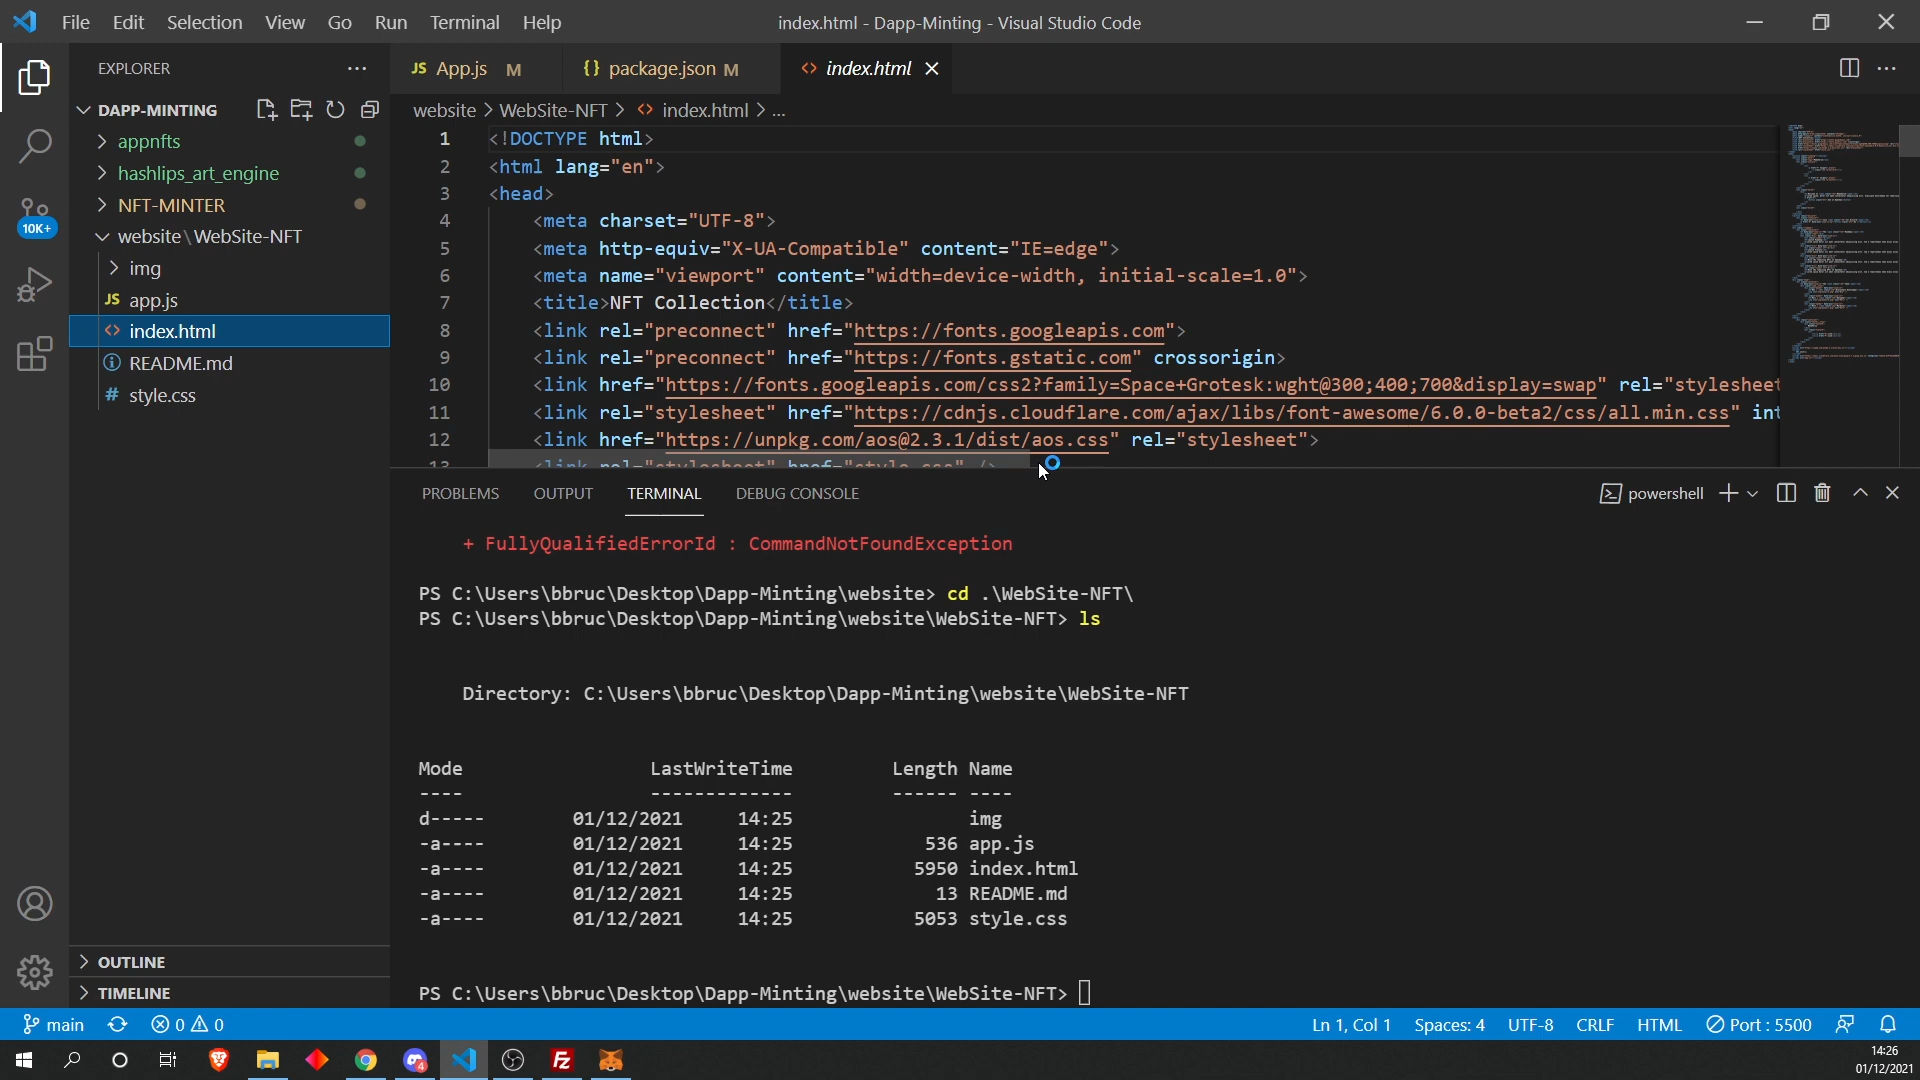 File Edit Selection View Go Run Terminal Help
index.html - Dapp-Minting - Visual Studio Code
EXPLORER
DAPP-MINTING
appnfts
hashlips_art_engine
NFT-MINTER
website\WebSite-NFT
img
JS app.js
<> index.html
README.md
# style.css
OUTLINE
TIMELINE
10K+
JS App.js M
{} package.json M
<> index.html
website > WebSite-NFT > <> index.html > ...
1 <!DOCTYPE html>
2 <html lang="en">
3 <head>
4 <meta charset="UTF-8">
5 <meta http-equiv="X-UA-Compatible" content="IE=edge">
6 <meta name="viewport" content="width=device-width, initial-scale=1.0">
7 <title>NFT Collection</title>
8 <link rel="preconnect" href="https://fonts.googleapis.com">
9 <link rel="preconnect" href="https://fonts.gstatic.com" crossorigin>
10 <link href="https://fonts.googleapis.com/css2?family=Space+Grotesk:wght@300;400;700&display=swap" rel="stylesheet
11 <link rel="stylesheet" href="https://cdnjs.cloudflare.com/ajax/libs/font-awesome/6.0.0-beta2/css/all.min.css" int
12 <link href="https://unpkg.com/aos@2.3.1/dist/aos.css" rel="stylesheet">
13 <link rel="stylesheet" href="style.css" />
PROBLEMS OUTPUT TERMINAL DEBUG CONSOLE
powershell
+ FullyQualifiedErrorId : CommandNotFoundException
PS C:\Users\bbruc\Desktop\Dapp-Minting\website> cd .\WebSite-NFT\
PS C:\Users\bbruc\Desktop\Dapp-Minting\website\WebSite-NFT> ls
Directory: C:\Users\bbruc\Desktop\Dapp-Minting\website\WebSite-NFT
Mode LastWriteTime Length Name
---- ------------- ------ ----
d----- 01/12/2021 14:25 img
-a---- 01/12/2021 14:25 536 app.js
-a---- 01/12/2021 14:25 5950 index.html
-a---- 01/12/2021 14:25 13 README.md
-a---- 01/12/2021 14:25 5053 style.css
PS C:\Users\bbruc\Desktop\Dapp-Minting\website\WebSite-NFT>
main 0 0
Ln 1, Col 1 Spaces: 4 UTF-8 CRLF HTML Port : 5500
14:26
01/12/2021